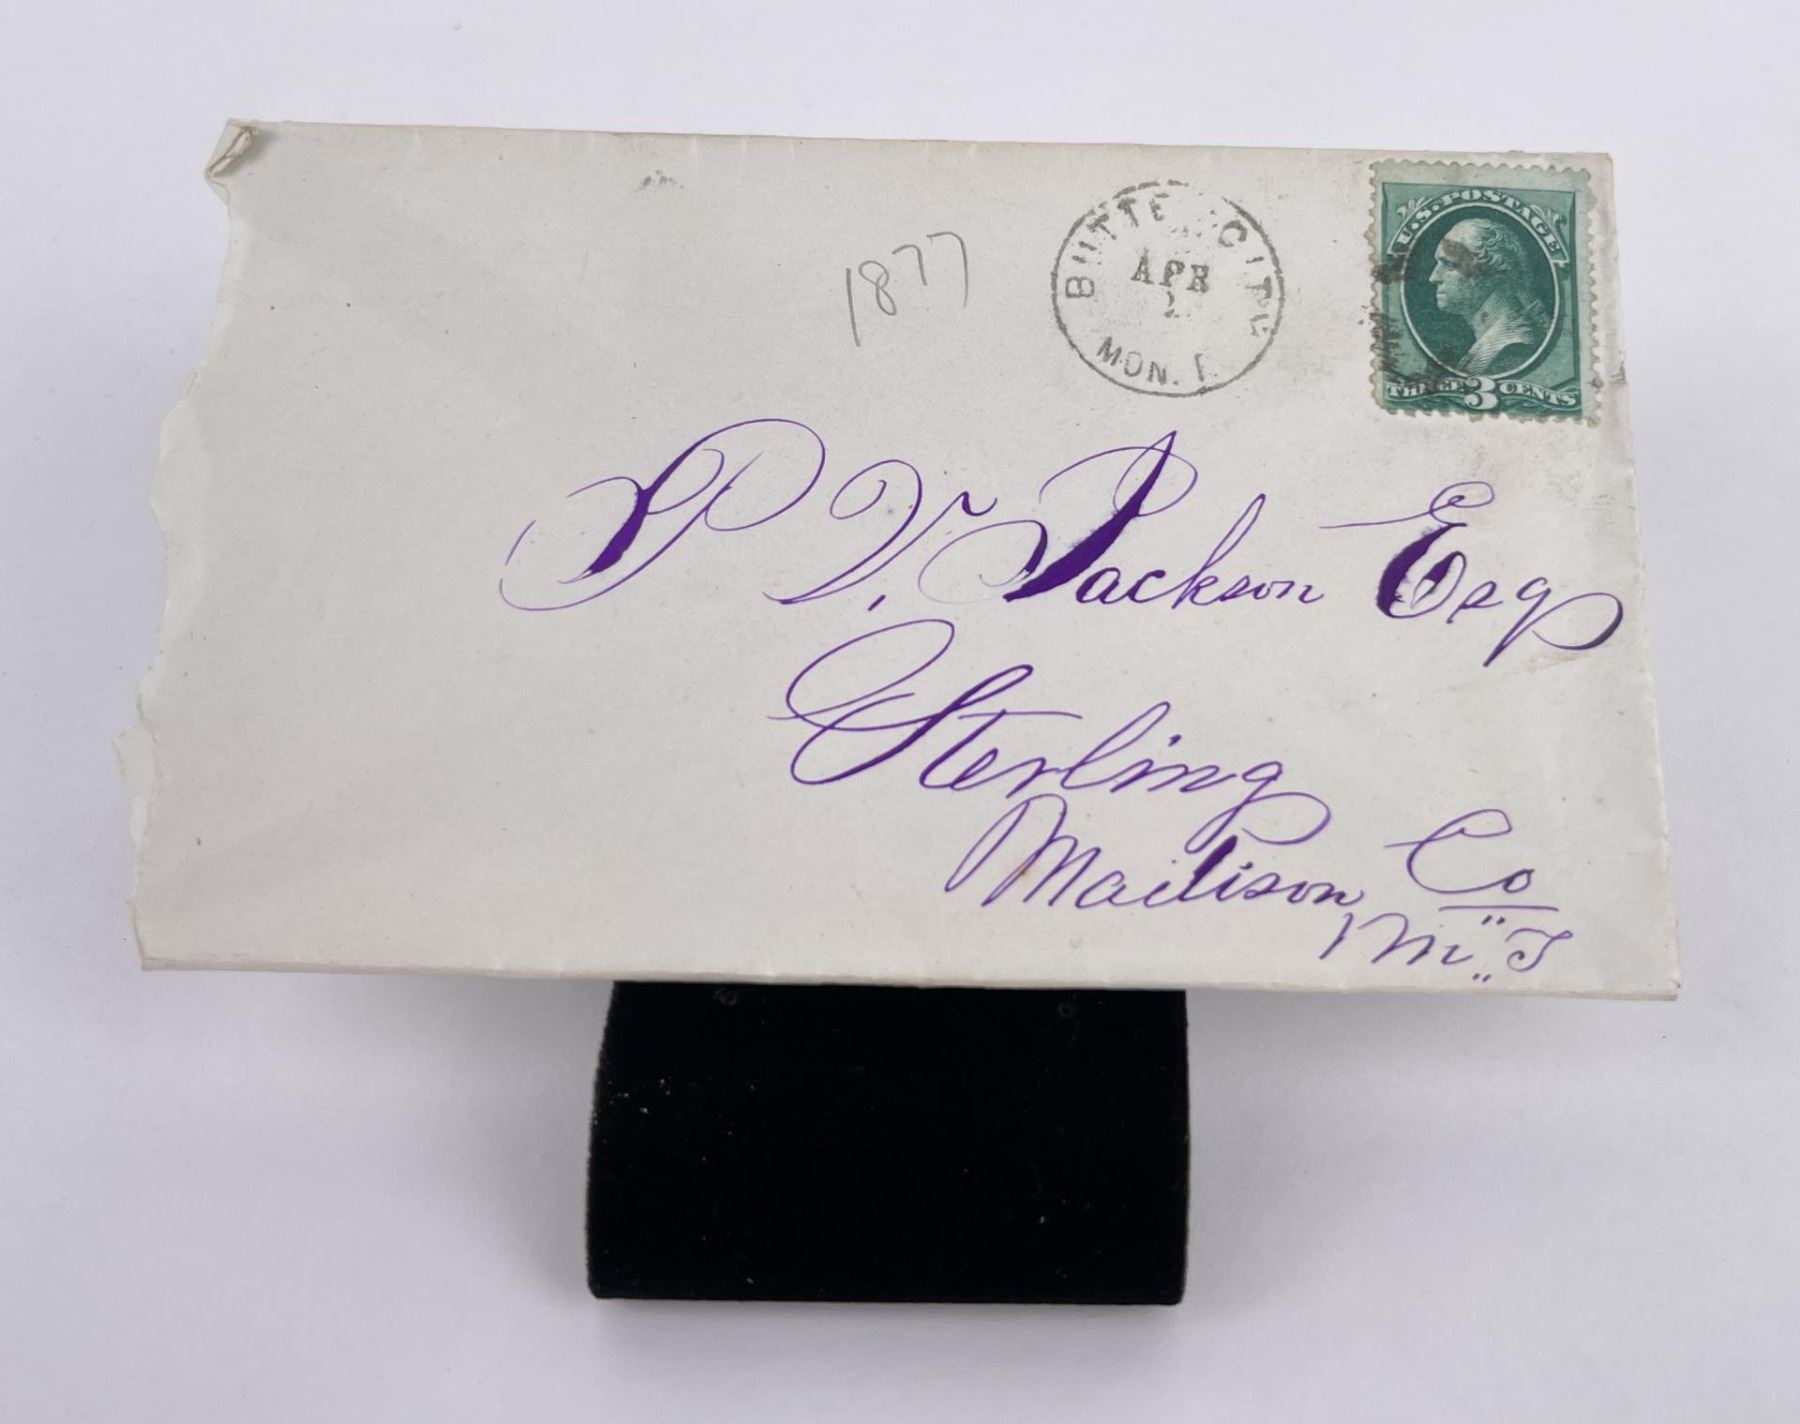 U.S. POSTAGE
THREE 3 CENTS
BUTTE CITY
APR
MON. T.
1877
P V. Jackson Esq
Sterling
Madison Co
M" T